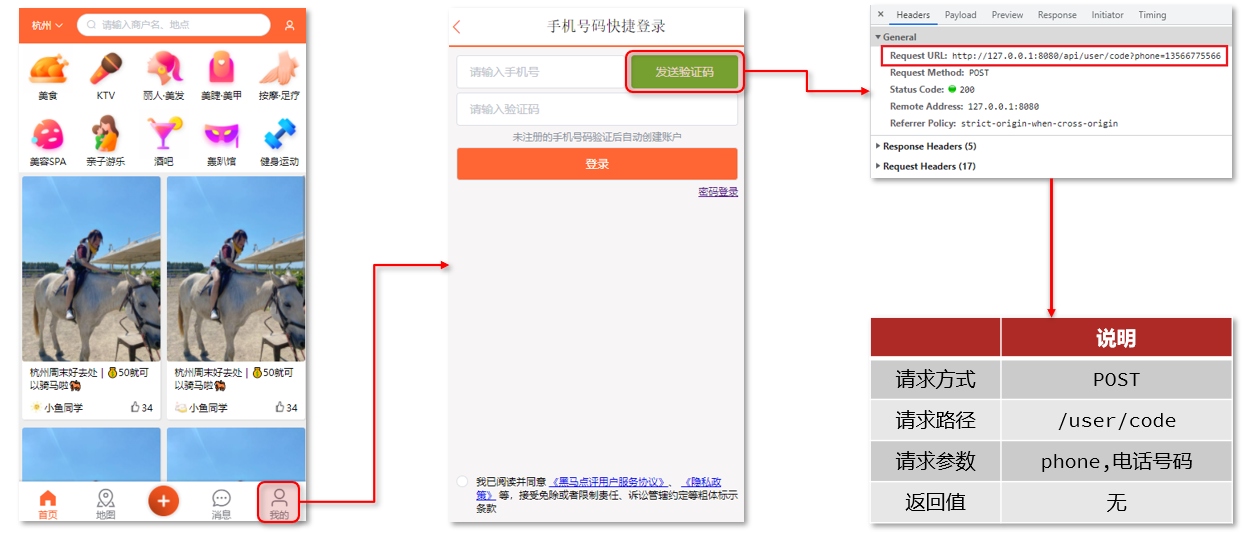 杭州
请输入商户名、地点
美食
KTV
丽人·美发
美睫·美甲
按摩·足疗
美容SPA
亲子游乐
酒吧
轰趴馆
健身运动
杭州周末好去处 | 💰50就可
以骑马啦🐎
小鱼同学
34
杭州周末好去处 | 💰50就可
以骑马啦🐎
小鱼同学
34
首页
地图
消息
我的
手机号码快捷登录
请输入手机号
发送验证码
请输入验证码
未注册的手机号码验证后自动创建账户
登录
密码登录
我已阅读并同意 《黑马点评用户服务协议》、 《隐私政
策》 等，接受免除或者限制责任、诉讼管辖约定等粗体标示
条款
Headers Payload Preview Response Initiator Timing
General
Request URL: http://127.0.0.1:8080/api/user/code?phone=13566775566
Request Method: POST
Status Code: 200
Remote Address: 127.0.0.1:8080
Referrer Policy: strict-origin-when-cross-origin
Response Headers (5)
Request Headers (17)
说明
请求方式 POST
请求路径 /user/code
请求参数 phone,电话号码
返回值 无